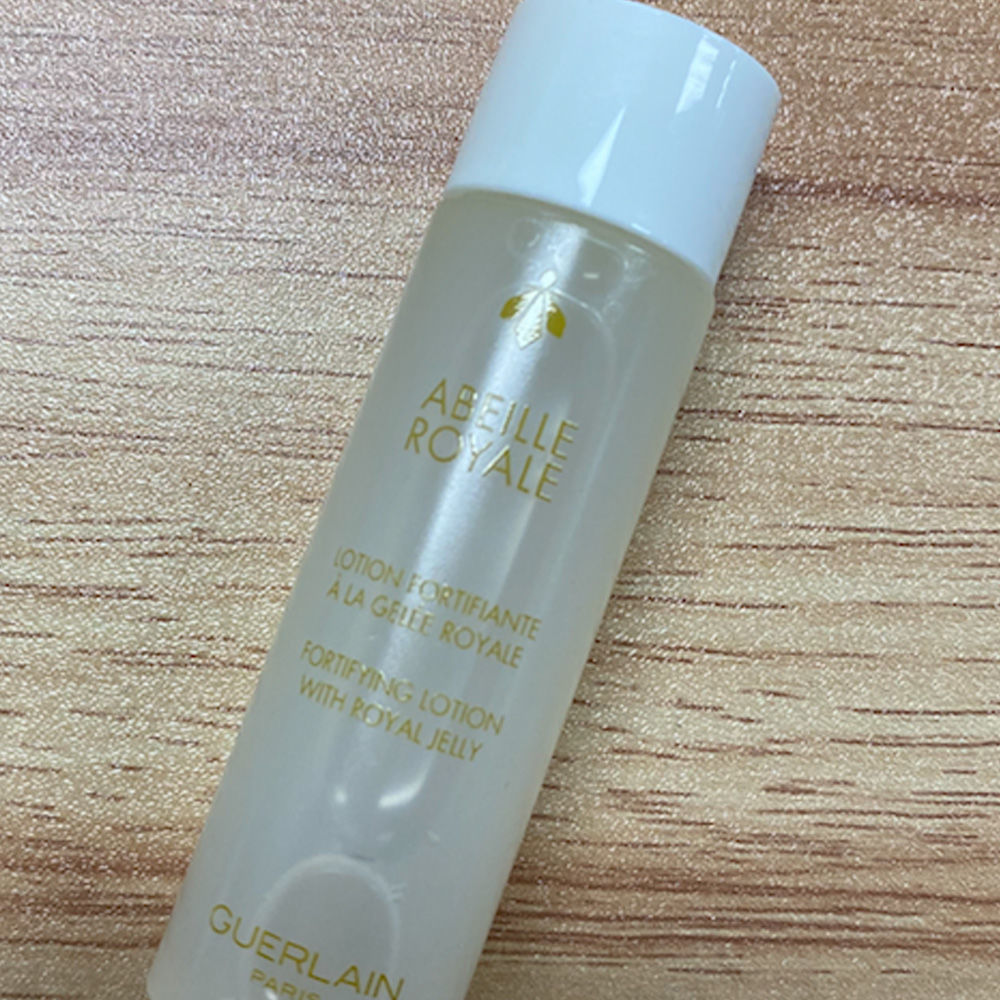 ABEILLE
ROYALE
LOTION FORTIFIANTE
À LA GELÉE ROYALE
FORTIFYING LOTION
WITH ROYAL JELLY
GUERLAIN
PARIS